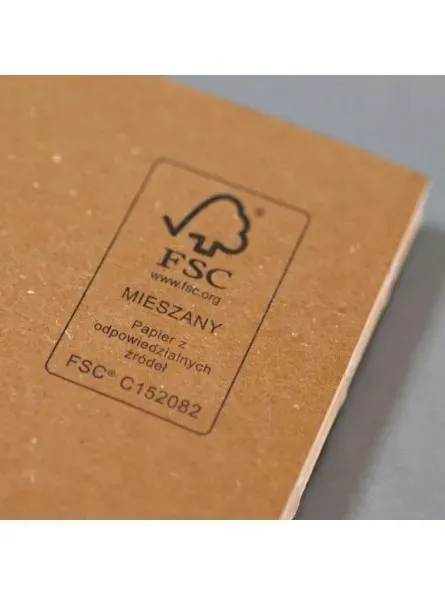 FSC
www.fsc.org
MIESZANY
Papier z
odpowiedzialnych
źródeł
FSC® C152082